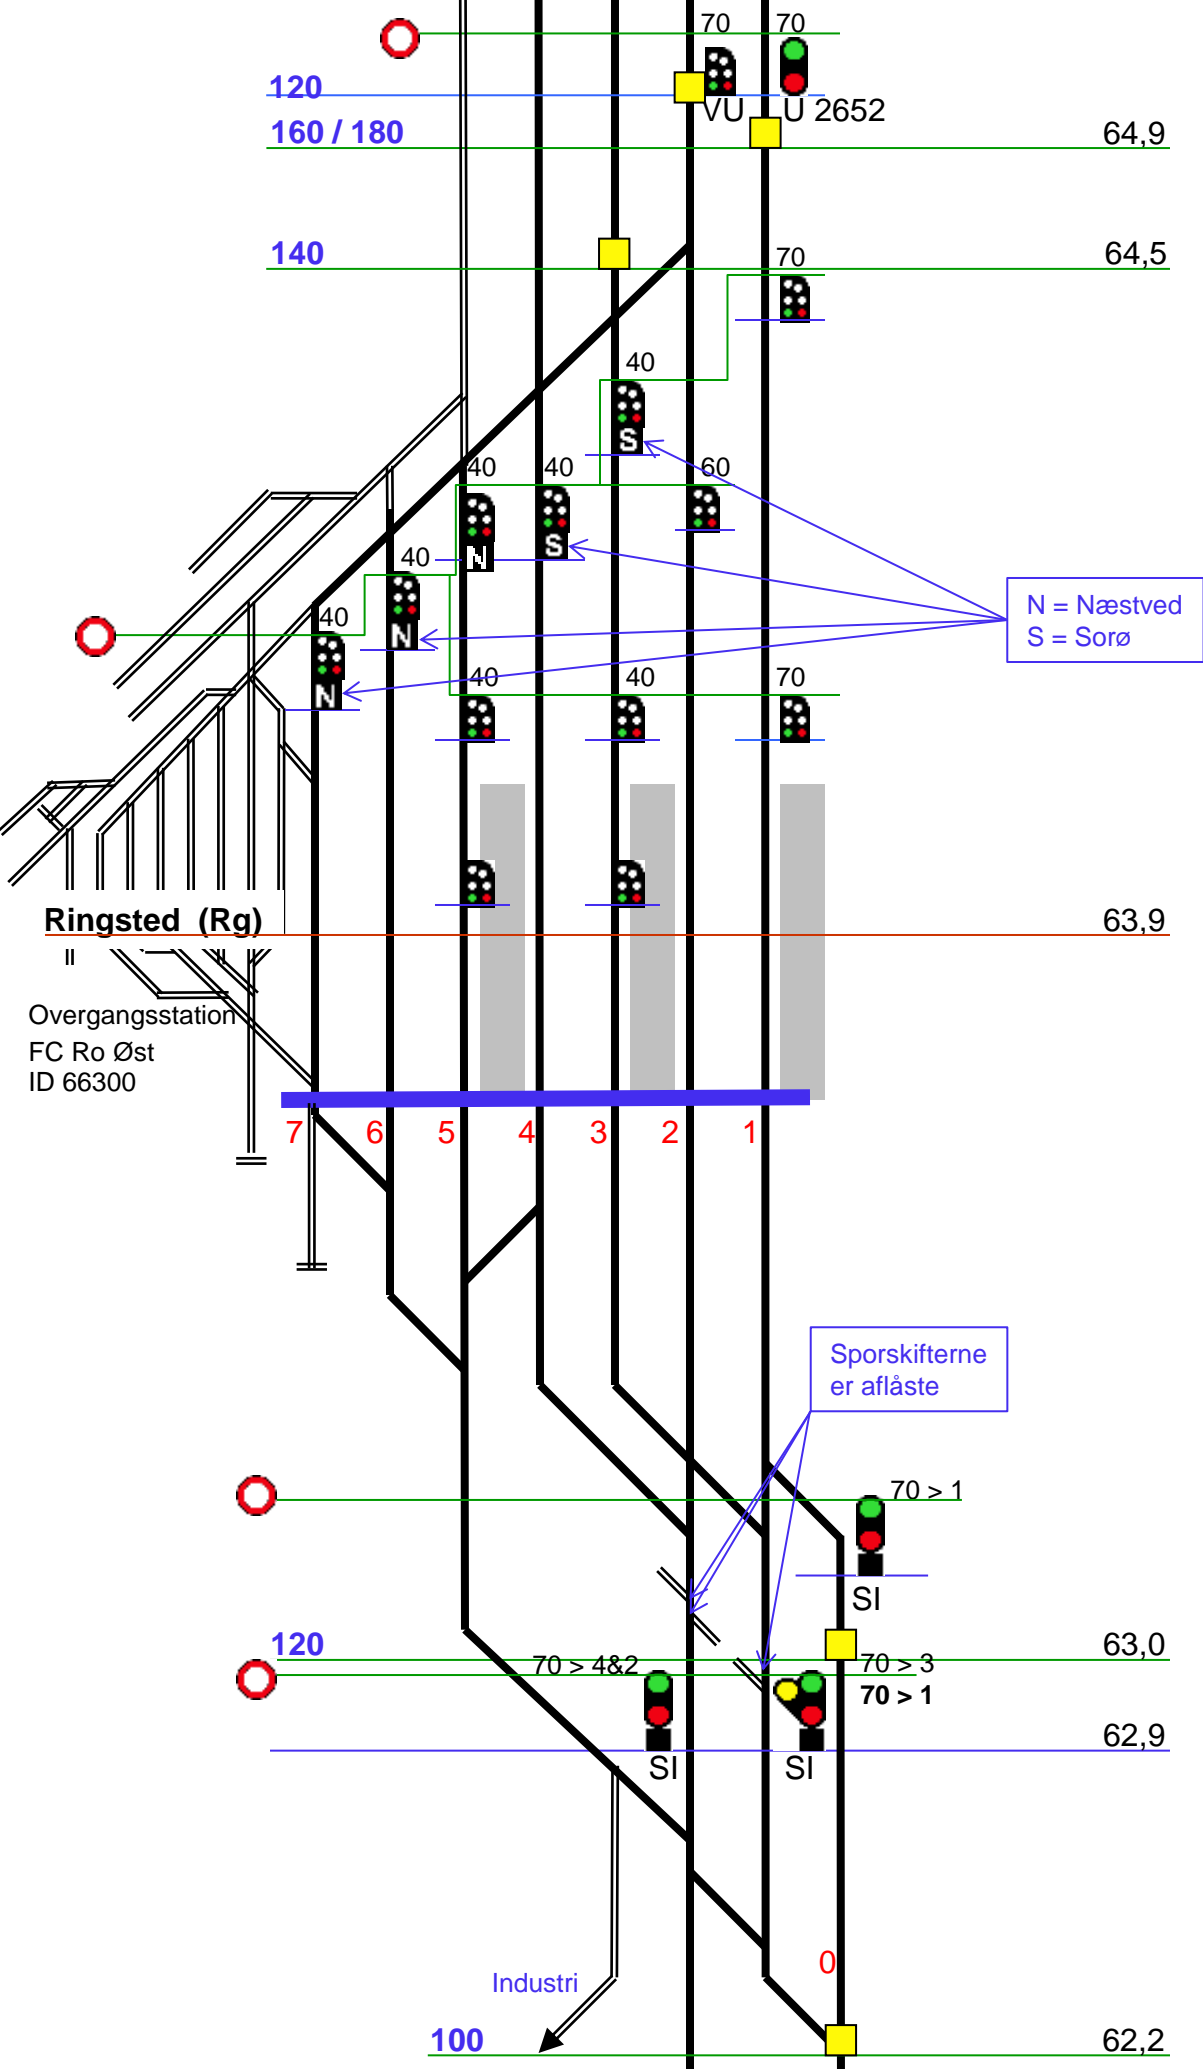 70 70
120
VU U 2652
160 / 180 64,9
140 64,5
70
40
S
40 40 60
N S
40
N
N = Næstved
S = Sorø
40
N
40 40 70
Ringsted (Rg) 63,9
Overgangsstation
FC Ro Øst
ID 66300
7 6 5 4 3 2 1
Sporskifterne
er aflåste
70 > 1
SI
120 63,0
70 > 4&2 70 > 3
70 > 1
62,9
SI SI
0
Industri
100 62,2